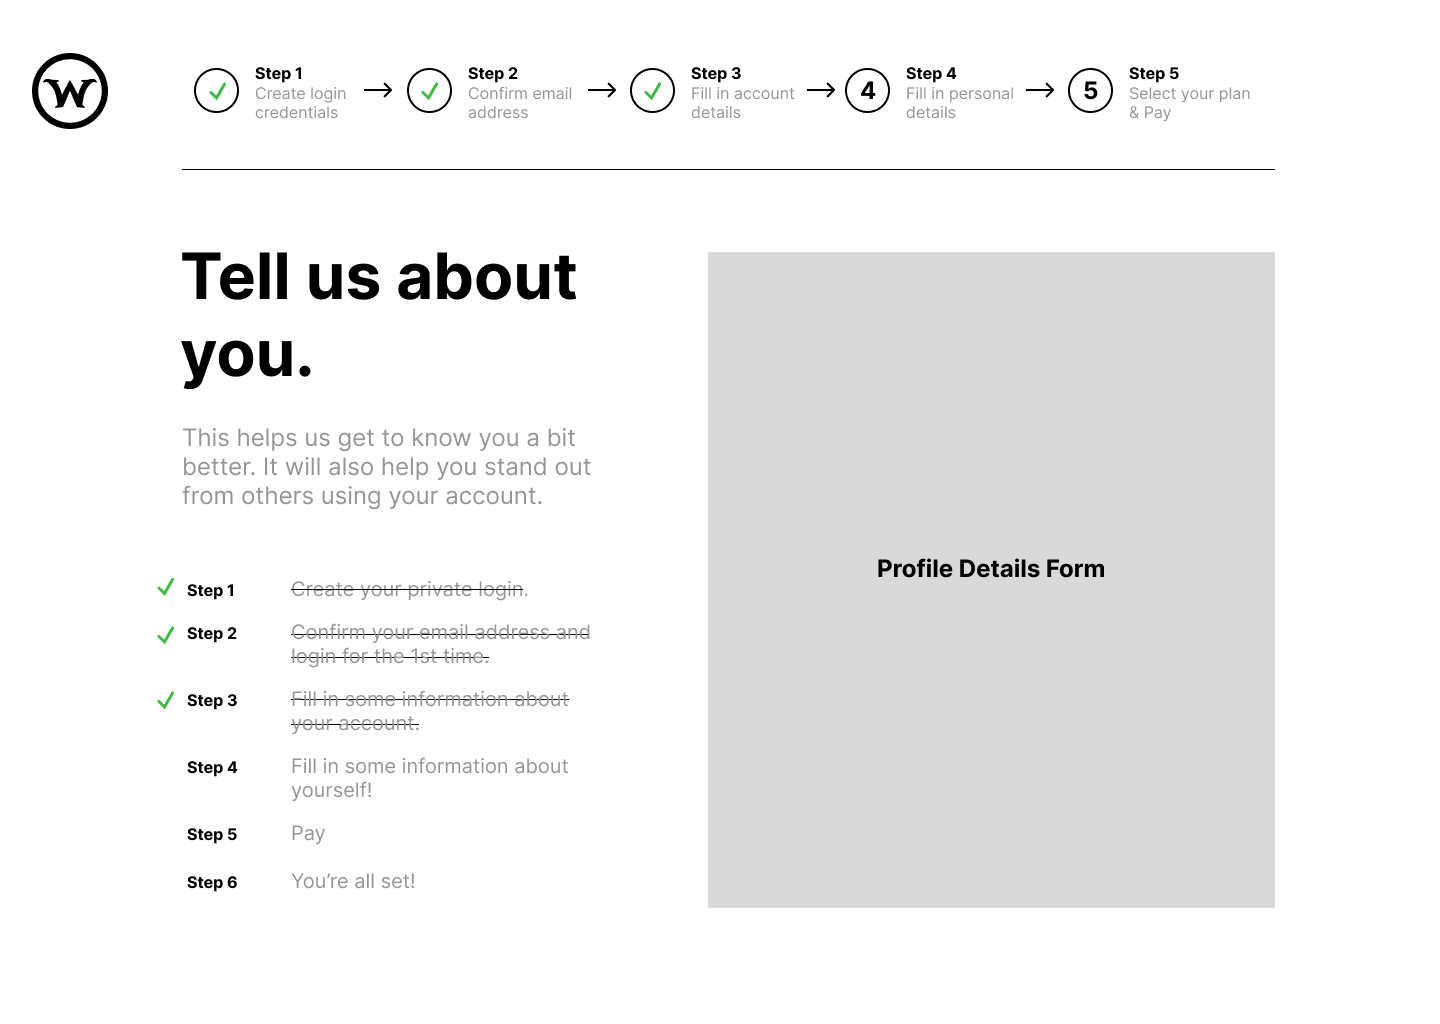 W
Step 1
Create login
credentials
Step 2
Confirm email
address
Step 3
Fill in account
details
4
Step 4
Fill in personal
details
5
Step 5
Select your plan
& Pay
Tell us about
you.
This helps us get to know you a bit
better. It will also help you stand out
from others using your account.
Step 1 Create your private login.
Step 2 Confirm your email address and
login for the 1st time.
Step 3 Fill in some information about
your account.
Step 4 Fill in some information about
yourself!
Step 5 Pay
Step 6 You’re all set!
Profile Details Form